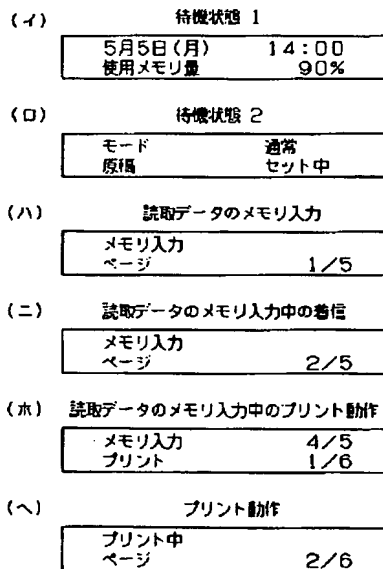 (イ) 待機状態 1
5月5日(月) 14:00
使用メモリ量 90%
(ロ) 待機状態 2
モード 通常
原稿 セット中
(ハ) 読取データのメモリ入力
メモリ入力
ページ 1/5
(ニ) 読取データのメモリ入力中の着信
メモリ入力
ページ 2/5
(ホ) 読取データのメモリ入力中のプリント動作
メモリ入力 4/5
プリント 1/6
(ヘ) プリント動作
プリント中
ページ 2/6